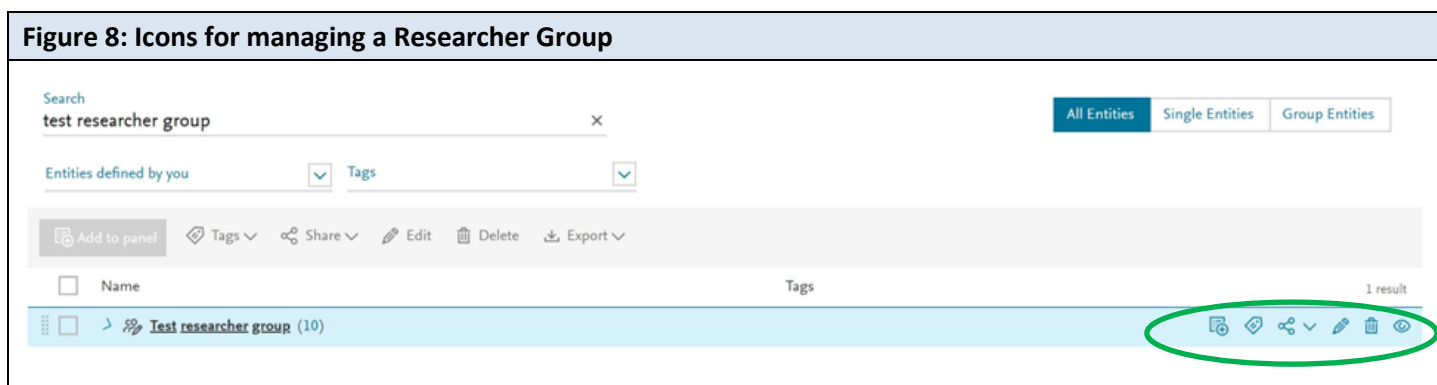 Figure 8: Icons for managing a Researcher Group
Search
test researcher group
All Entities Single Entities Group Entities
Entities defined by you Tags
Add to panel Tags Share Edit Delete Export
Name Tags 1 result
Test researcher group (10)